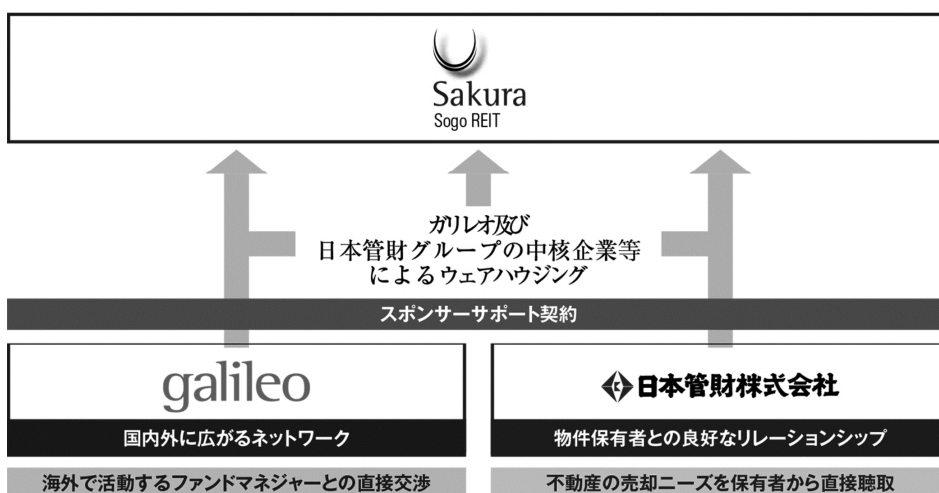 Sakura
Sogo REIT
ガリレオ及び
日本管財グループの中核企業等
によるウェアハウジング
スポンサーサポート契約
galileo
日本管財株式会社
国内外に広がるネットワーク
物件保有者との良好なリレーションシップ
海外で活動するファンドマネジャーとの直接交渉
不動産の売却ニーズを保有者から直接聴取